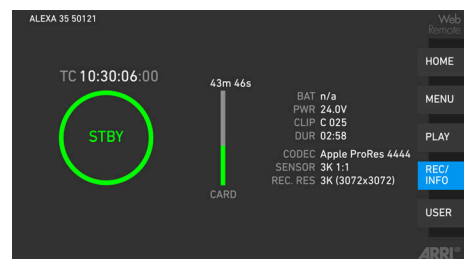 ALEXA 35 50121
Web
Remote
TC 10:30:06:00
43m 46s
STBY
CARD
BAT n/a
PWR 24.0V
CLIP C 025
DUR 02:58
CODEC Apple ProRes 4444
SENSOR 3K 1:1
REC. RES 3K (3072x3072)
HOME
MENU
PLAY
REC/
INFO
USER
ARRI